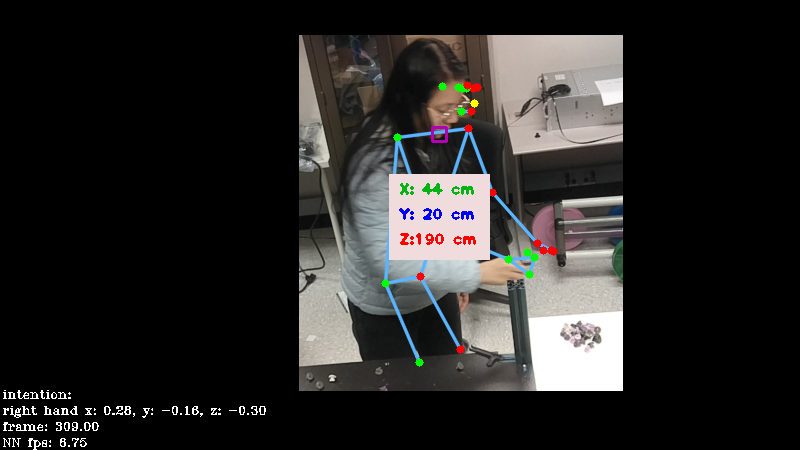 X: 44 cm
Y: 20 cm
Z:190 cm
intention:
right hand x: 0.28, y: −0.16, z: −0.30
frame: 309.00
NN fps: 6.75